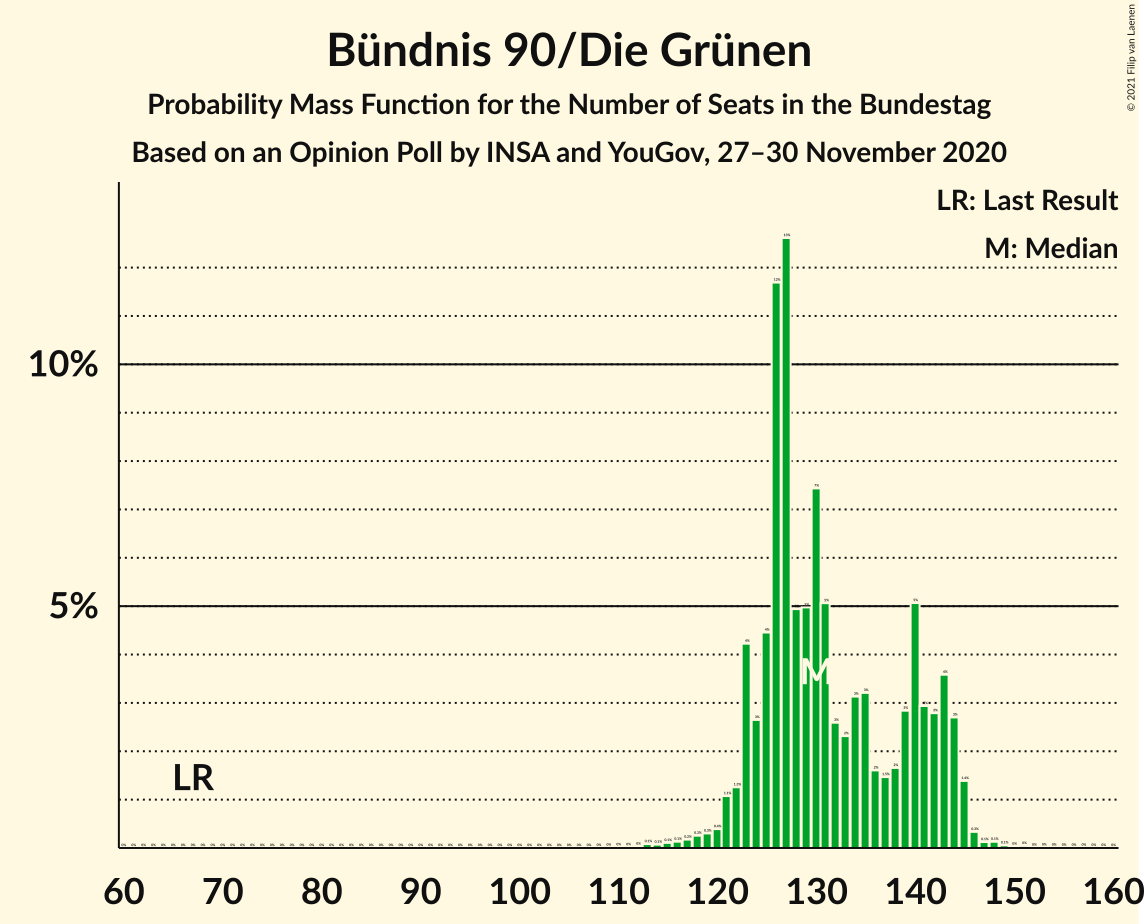 Bündnis 90/Die Grünen
Probability Mass Function for the Number of Seats in the Bundestag
Based on an Opinion Poll by INSA and YouGov, 27–30 November 2020
© 2021 Filip van Laenen
LR: Last Result
M: Median
10%
5%
M
LR
60 70 80 90 100 110 120 130 140 150 160